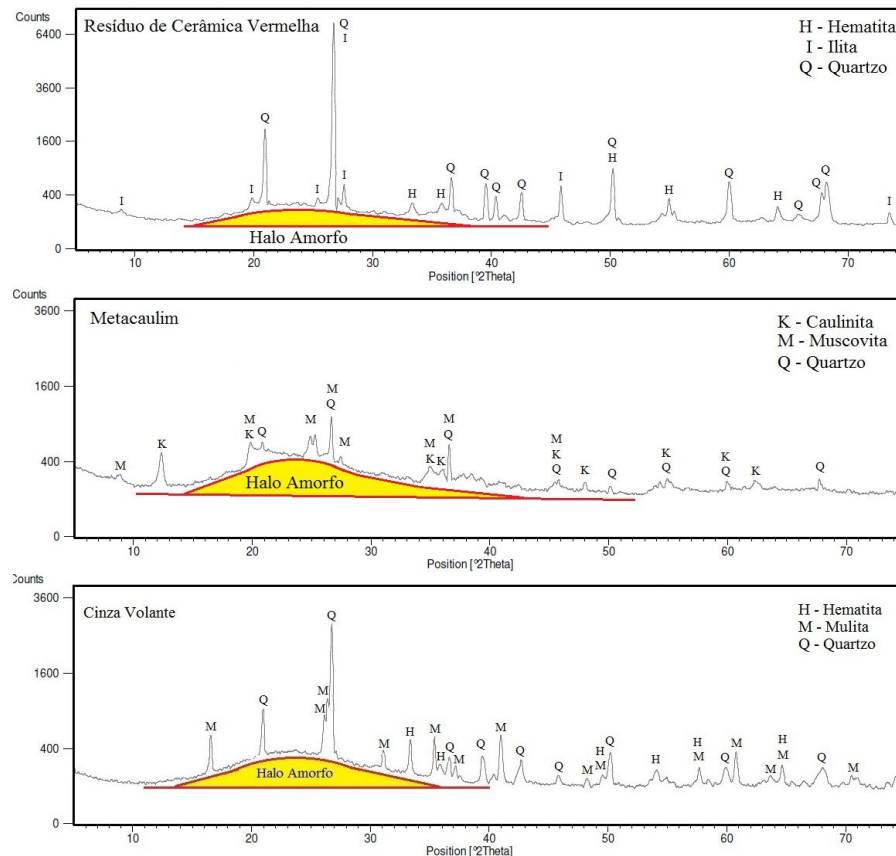 Counts
Resíduo de Cerâmica Vermelha
H - Hematita
I - Ilita
Q - Quartzo
6400
3600
1600
400
0
Q
I
Q
I
I
I
I
H
H
Q
Q
Q
Q
I
Q
H
H
Q
H
Q
Q
Q
I
Halo Amorfo
10
20
30
40
50
60
70
Position [°2Theta]
Counts
Metacaulim
K - Caulinita
M - Muscovita
Q - Quartzo
3600
1600
400
0
M
K
M
K
Q
M
M
Q
M
M
K
K
M
Q
M
K
Q
K
Q
K
Q
K
Q
K
Q
Halo Amorfo
10
20
30
40
50
60
70
Position [°2Theta]
Counts
Cinza Volante
H - Hematita
M - Mulita
Q - Quartzo
3600
1600
400
0
M
Q
M
M
Q
M
H
M
H
Q
M
Q
M
Q
Q
M
H
M
Q
H
H
M
Q
M
M
H
M
Q
M
Halo Amorfo
10
20
30
40
50
60
70
Position [°2Theta]